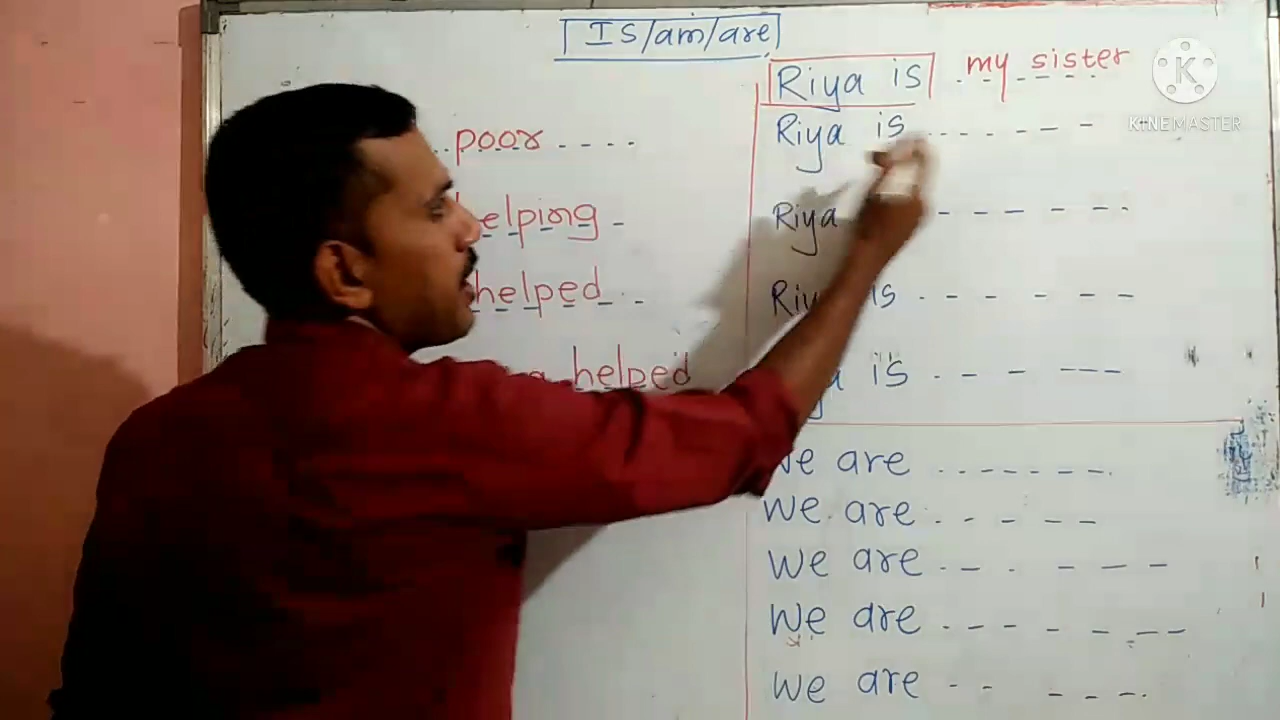 Is/am/are
Riya is my sister
KINEMASTER
poor
Riya is
helping
Riya
helped
is
helped
is
We are
We are
We are
We are
We are